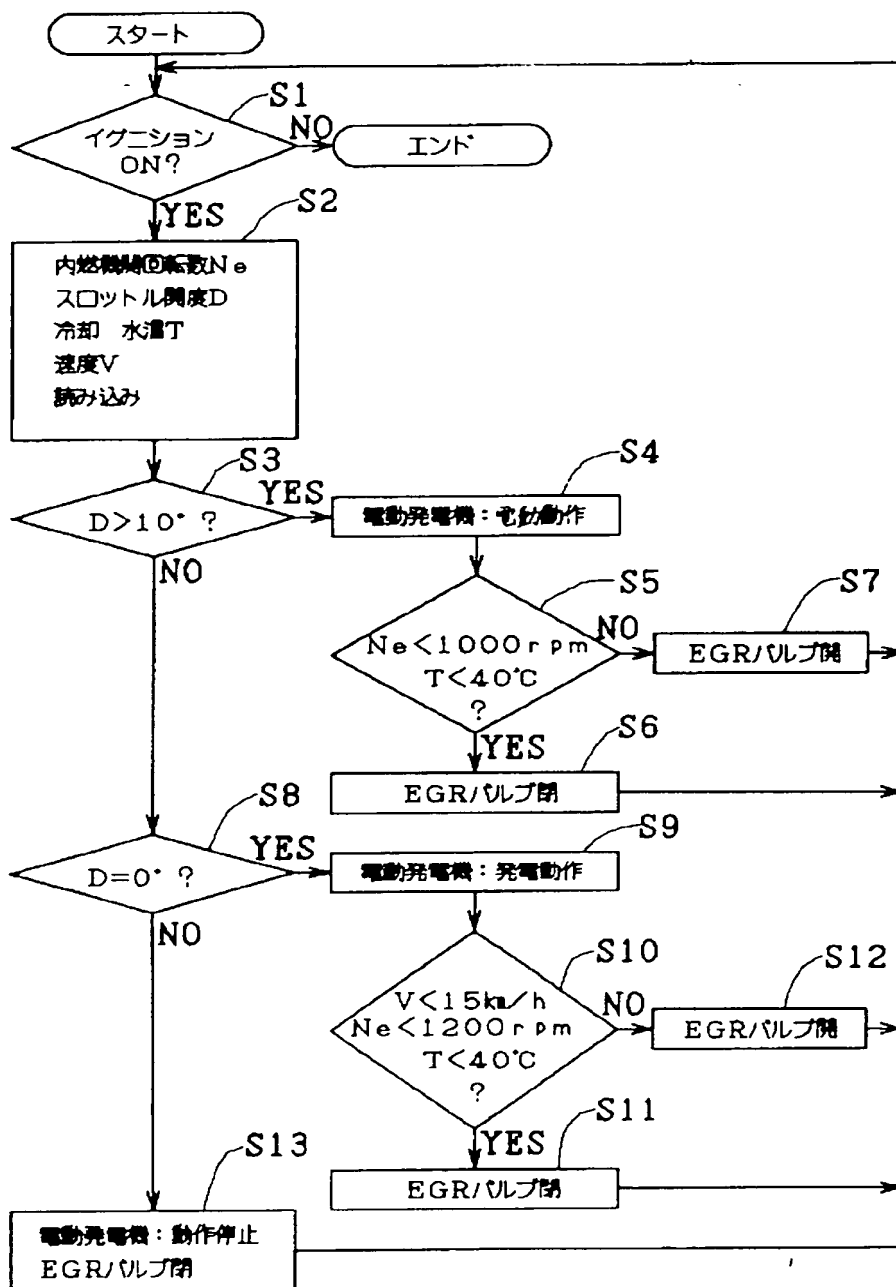 スタート
S1
イグニション
ON?
NO
エンド
YES
S2
内燃機関回転数Ne
スロットル開度D
冷却 水温T
速度V
読み込み
S3
D>10°?
YES
NO
S4
電動発電機:電動動作
S5
Ne<1000rpm
T<40℃
?
NO
S7
EGRバルブ開
YES
S6
EGRバルブ閉
S8
D=0°?
YES
NO
S9
電動発電機:発電動作
S10
V<15km/h
Ne<1200rpm
T<40℃
?
NO
S12
EGRバルブ開
YES
S11
EGRバルブ閉
S13
電動発電機:動作停止
EGRバルブ閉